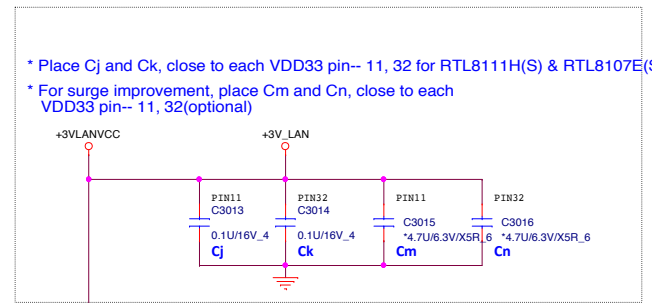 * Place Cj and Ck, close to each VDD33 pin-- 11, 32 for RTL8111H(S) & RTL8107E(S
* For surge improvement, place Cm and Cn, close to each
VDD33 pin-- 11, 32(optional)
+3VLANVCC
+3V_LAN
PIN11
PIN32
PIN11
PIN32
C3013
C3014
C3015
C3016
0.1U/16V_4
0.1U/16V_4
*4.7U/6.3V/X5R_6
*4.7U/6.3V/X5R_6
Cj
Ck
Cm
Cn